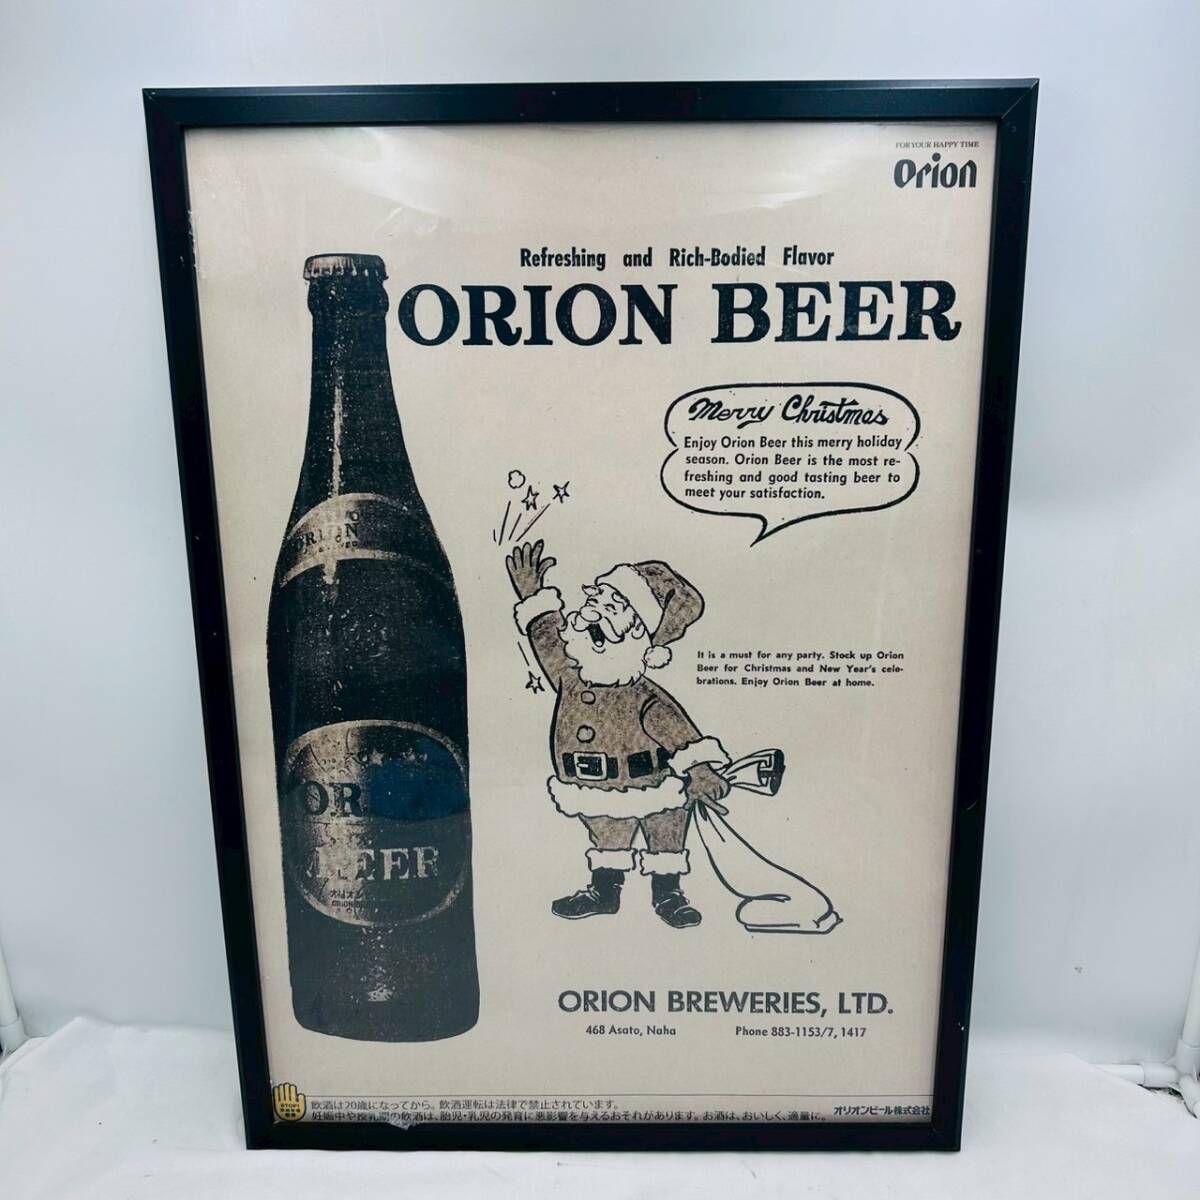 FOR YOUR HAPPY TIME
Orion
Refreshing and Rich-Bodied Flavor
ORION BEER
Merry Christmas
Enjoy Orion Beer this merry holiday
season. Orion Beer is the most re-
freshing and good tasting beer to
meet your satisfaction.
ORION
It is a must for any party. Stock up Orion
Beer for Christmas and New Year's cele-
brations. Enjoy Orion Beer at home.
OR
BEER
ORION BREWERIES, LTD.
468 Asato, Naha Phone 883-1153/7, 1417
STOP!
飲酒は20歳になってから。飲酒運転は法律で禁止されています。
妊娠中や授乳期の飲酒は、胎児・乳児の発育に悪影響を与えるおそれがあります。お酒は、おいしく、適量に。
オリオンビール株式会社